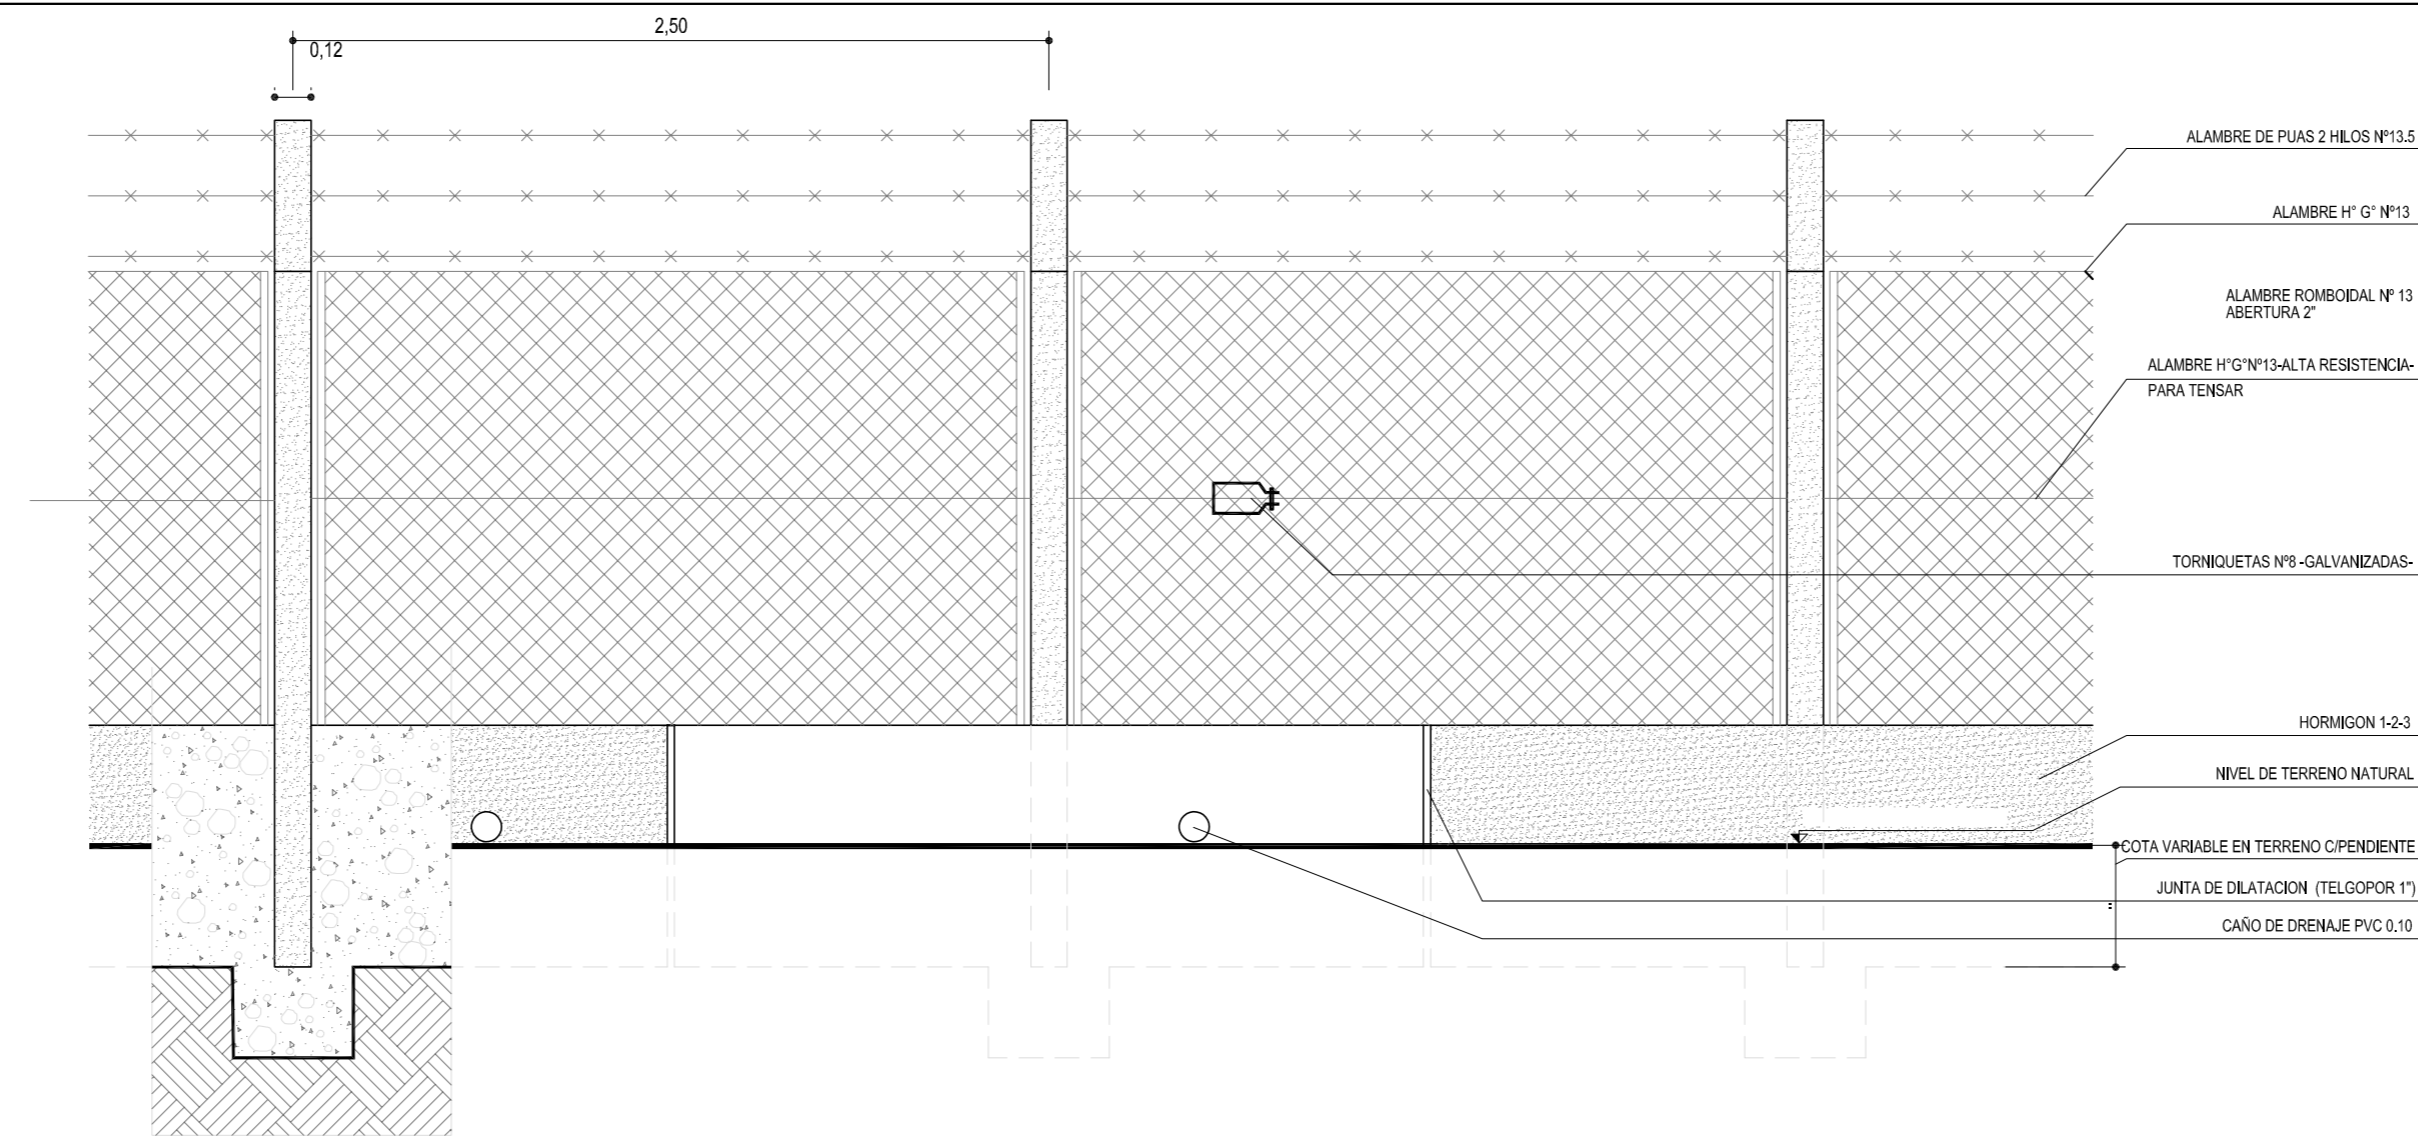 2,50
0,12
ALAMBRE DE PUAS 2 HILOS Nº13.5
ALAMBRE H° G° Nº13
ALAMBRE ROMBOIDAL Nº 13
ABERTURA 2"
ALAMBRE H°G°Nº13-ALTA RESISTENCIA-
PARA TENSAR
TORNIQUETAS Nº8 -GALVANIZADAS-
HORMIGON 1-2-3
NIVEL DE TERRENO NATURAL
COTA VARIABLE EN TERRENO C/PENDIENTE
JUNTA DE DILATACION (TELGOPOR 1")
CAÑO DE DRENAJE PVC 0.10